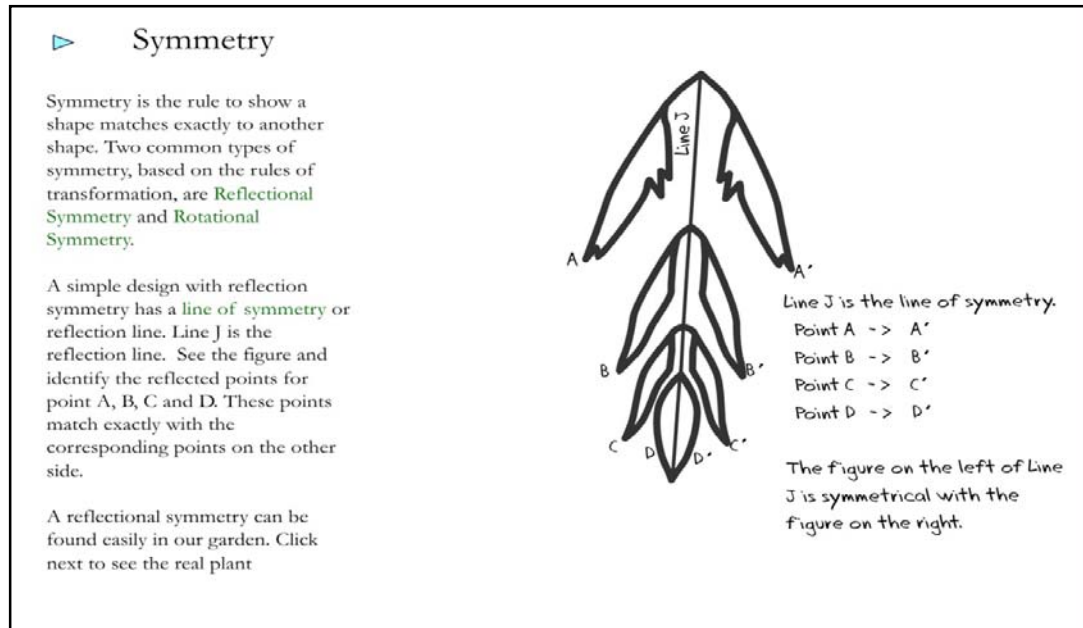 Symmetry
Symmetry is the rule to show a
shape matches exactly to another
shape. Two common types of
symmetry, based on the rules of
transformation, are Reflectional
Symmetry and Rotational
Symmetry.
A simple design with reflection
symmetry has a line of symmetry or
reflection line. Line J is the
reflection line. See the figure and
identify the reflected points for
point A, B, C and D. These points
match exactly with the
corresponding points on the other
side.
A reflectional symmetry can be
found easily in our garden. Click
next to see the real plant
Line J
A
A'
B
B'
C
D
D'
C'
Line J is the line of symmetry.
Point A -> A'
Point B -> B'
Point C -> C'
Point D -> D'
The figure on the left of Line
J is symmetrical with the
figure on the right.